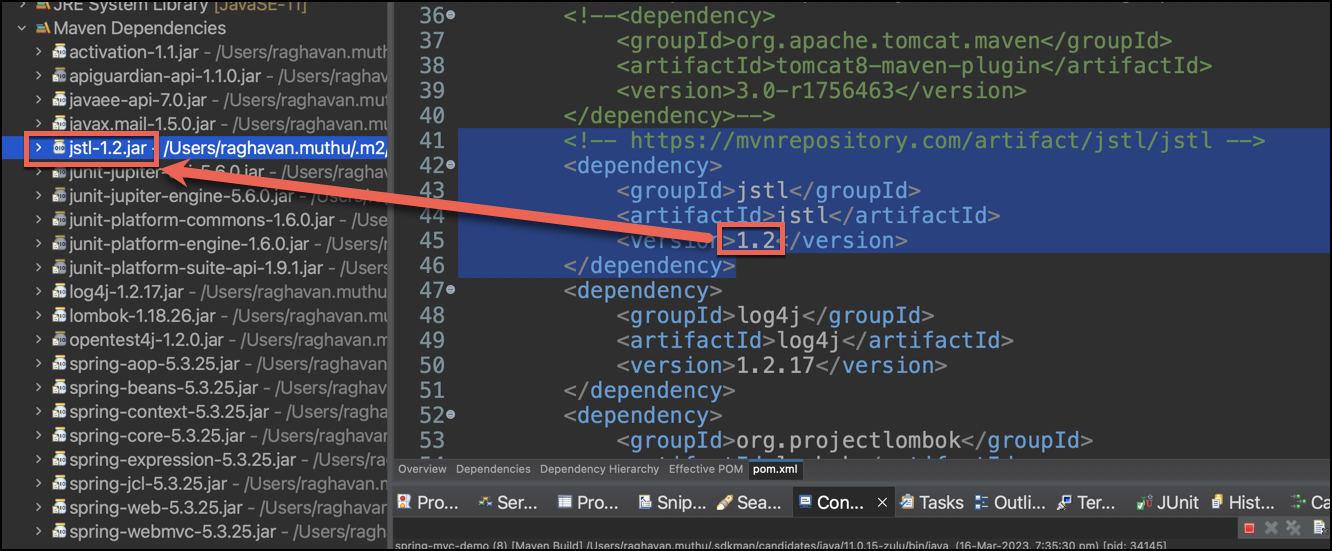 JRE System Library [JavaSE-11]
Maven Dependencies
activation-1.1.jar - /Users/raghavan.muthu
apiguardian-api-1.1.0.jar - /Users/raghavan
javaee-api-7.0.jar - /Users/raghavan.muthu
javax.mail-1.5.0.jar - /Users/raghavan.mu
jstl-1.2.jar - /Users/raghavan.muthu/.m2/
junit-jupiter-api-5.6.0.jar - /Users/ragha
junit-jupiter-engine-5.6.0.jar - /Users/ragh
junit-platform-commons-1.6.0.jar - /Users/
junit-platform-engine-1.6.0.jar - /Users/rag
junit-platform-suite-api-1.9.1.jar - /Users/r
log4j-1.2.17.jar - /Users/raghavan.muthu/
lombok-1.18.26.jar - /Users/raghavan.mu
opentest4j-1.2.0.jar - /Users/raghavan.mu
spring-aop-5.3.25.jar - /Users/raghavan.m
spring-beans-5.3.25.jar - /Users/raghavan
spring-context-5.3.25.jar - /Users/raghav
spring-core-5.3.25.jar - /Users/raghavan.
spring-expression-5.3.25.jar - /Users/rag
spring-jcl-5.3.25.jar - /Users/raghavan.m
spring-web-5.3.25.jar - /Users/raghavan.
spring-webmvc-5.3.25.jar - /Users/ragha
36 <!--<dependency>
37 <groupId>org.apache.tomcat.maven</groupId>
38 <artifactId>tomcat8-maven-plugin</artifactId>
39 <version>3.0-r1756463</version>
40 </dependency>-->
41 <!-- https://mvnrepository.com/artifact/jstl/jstl -->
42 <dependency>
43 <groupId>jstl</groupId>
44 <artifactId>jstl</artifactId>
45 <version>1.2</version>
46 </dependency>
47 <dependency>
48 <groupId>log4j</groupId>
49 <artifactId>log4j</artifactId>
50 <version>1.2.17</version>
51 </dependency>
52 <dependency>
53 <groupId>org.projectlombok</groupId>
Overview Dependencies Dependency Hierarchy Effective POM pom.xml
Pro... Ser... Pro... Snip... Sea... Con... Tasks Outli... Ter... JUnit Hist... Ca
spring-mvc-demo (8) [Maven Build] /Users/raghavan.muthu/.sdkman/candidates/java/11.0.15-zulu/bin/java (16-Mar-2023, 7:35:30 pm) [pid: 34145]